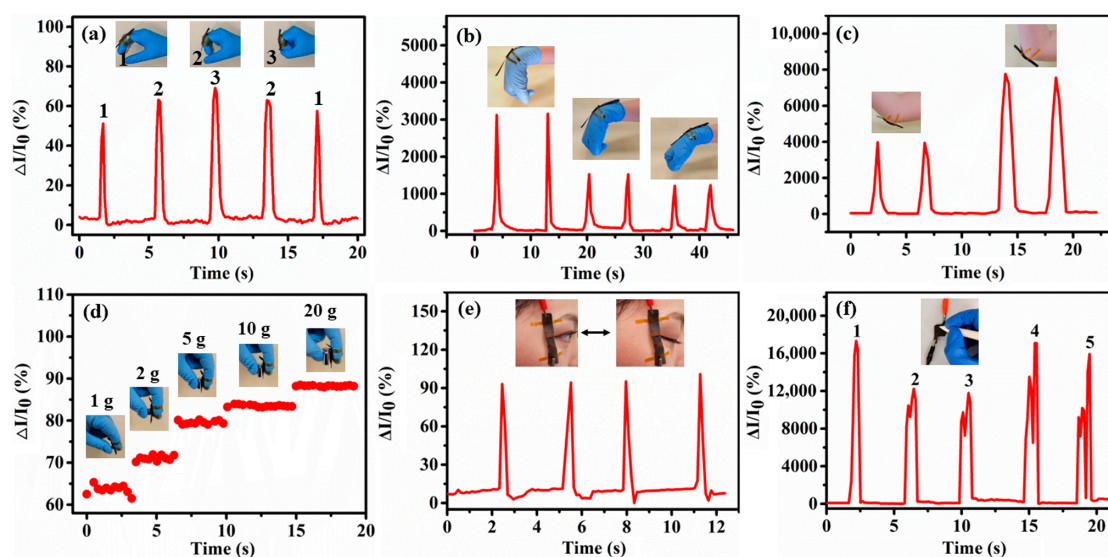 (a)
1 2 3
1 2 3 2 1
ΔI/I0 (%)
100
80
60
40
20
0
0 5 10 15 20
Time (s)
(b)
ΔI/I0 (%)
5000
4000
3000
2000
1000
0
0 15 30 45
Time (s)
(c)
ΔI/I0 (%)
10,000
8000
6000
4000
2000
0
0 5 10 15 20
Time (s)
(d)
1 g 2 g 5 g 10 g 20 g
ΔI/I0 (%)
110
100
90
80
70
60
0 5 10 15 20
Time (s)
(e)
ΔI/I0 (%)
150
120
90
60
30
0
0 2 4 6 8 10 12
Time (s)
(f)
1 2 3 4 5
ΔI/I0 (%)
20,000
16,000
12,000
8000
4000
0
0 5 10 15 20
Time (s)